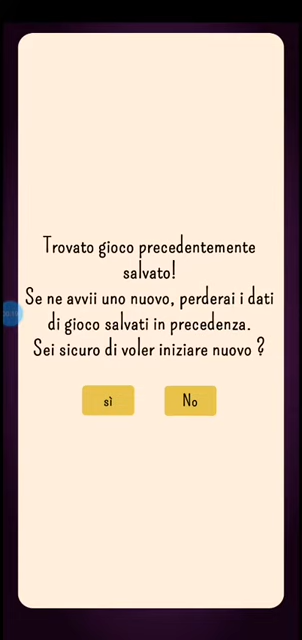 Trovato gioco precedentemente
salvato!
Se ne avvii uno nuovo, perderai i dati
di gioco salvati in precedenza.
Sei sicuro di voler iniziare nuovo ?
sì
No